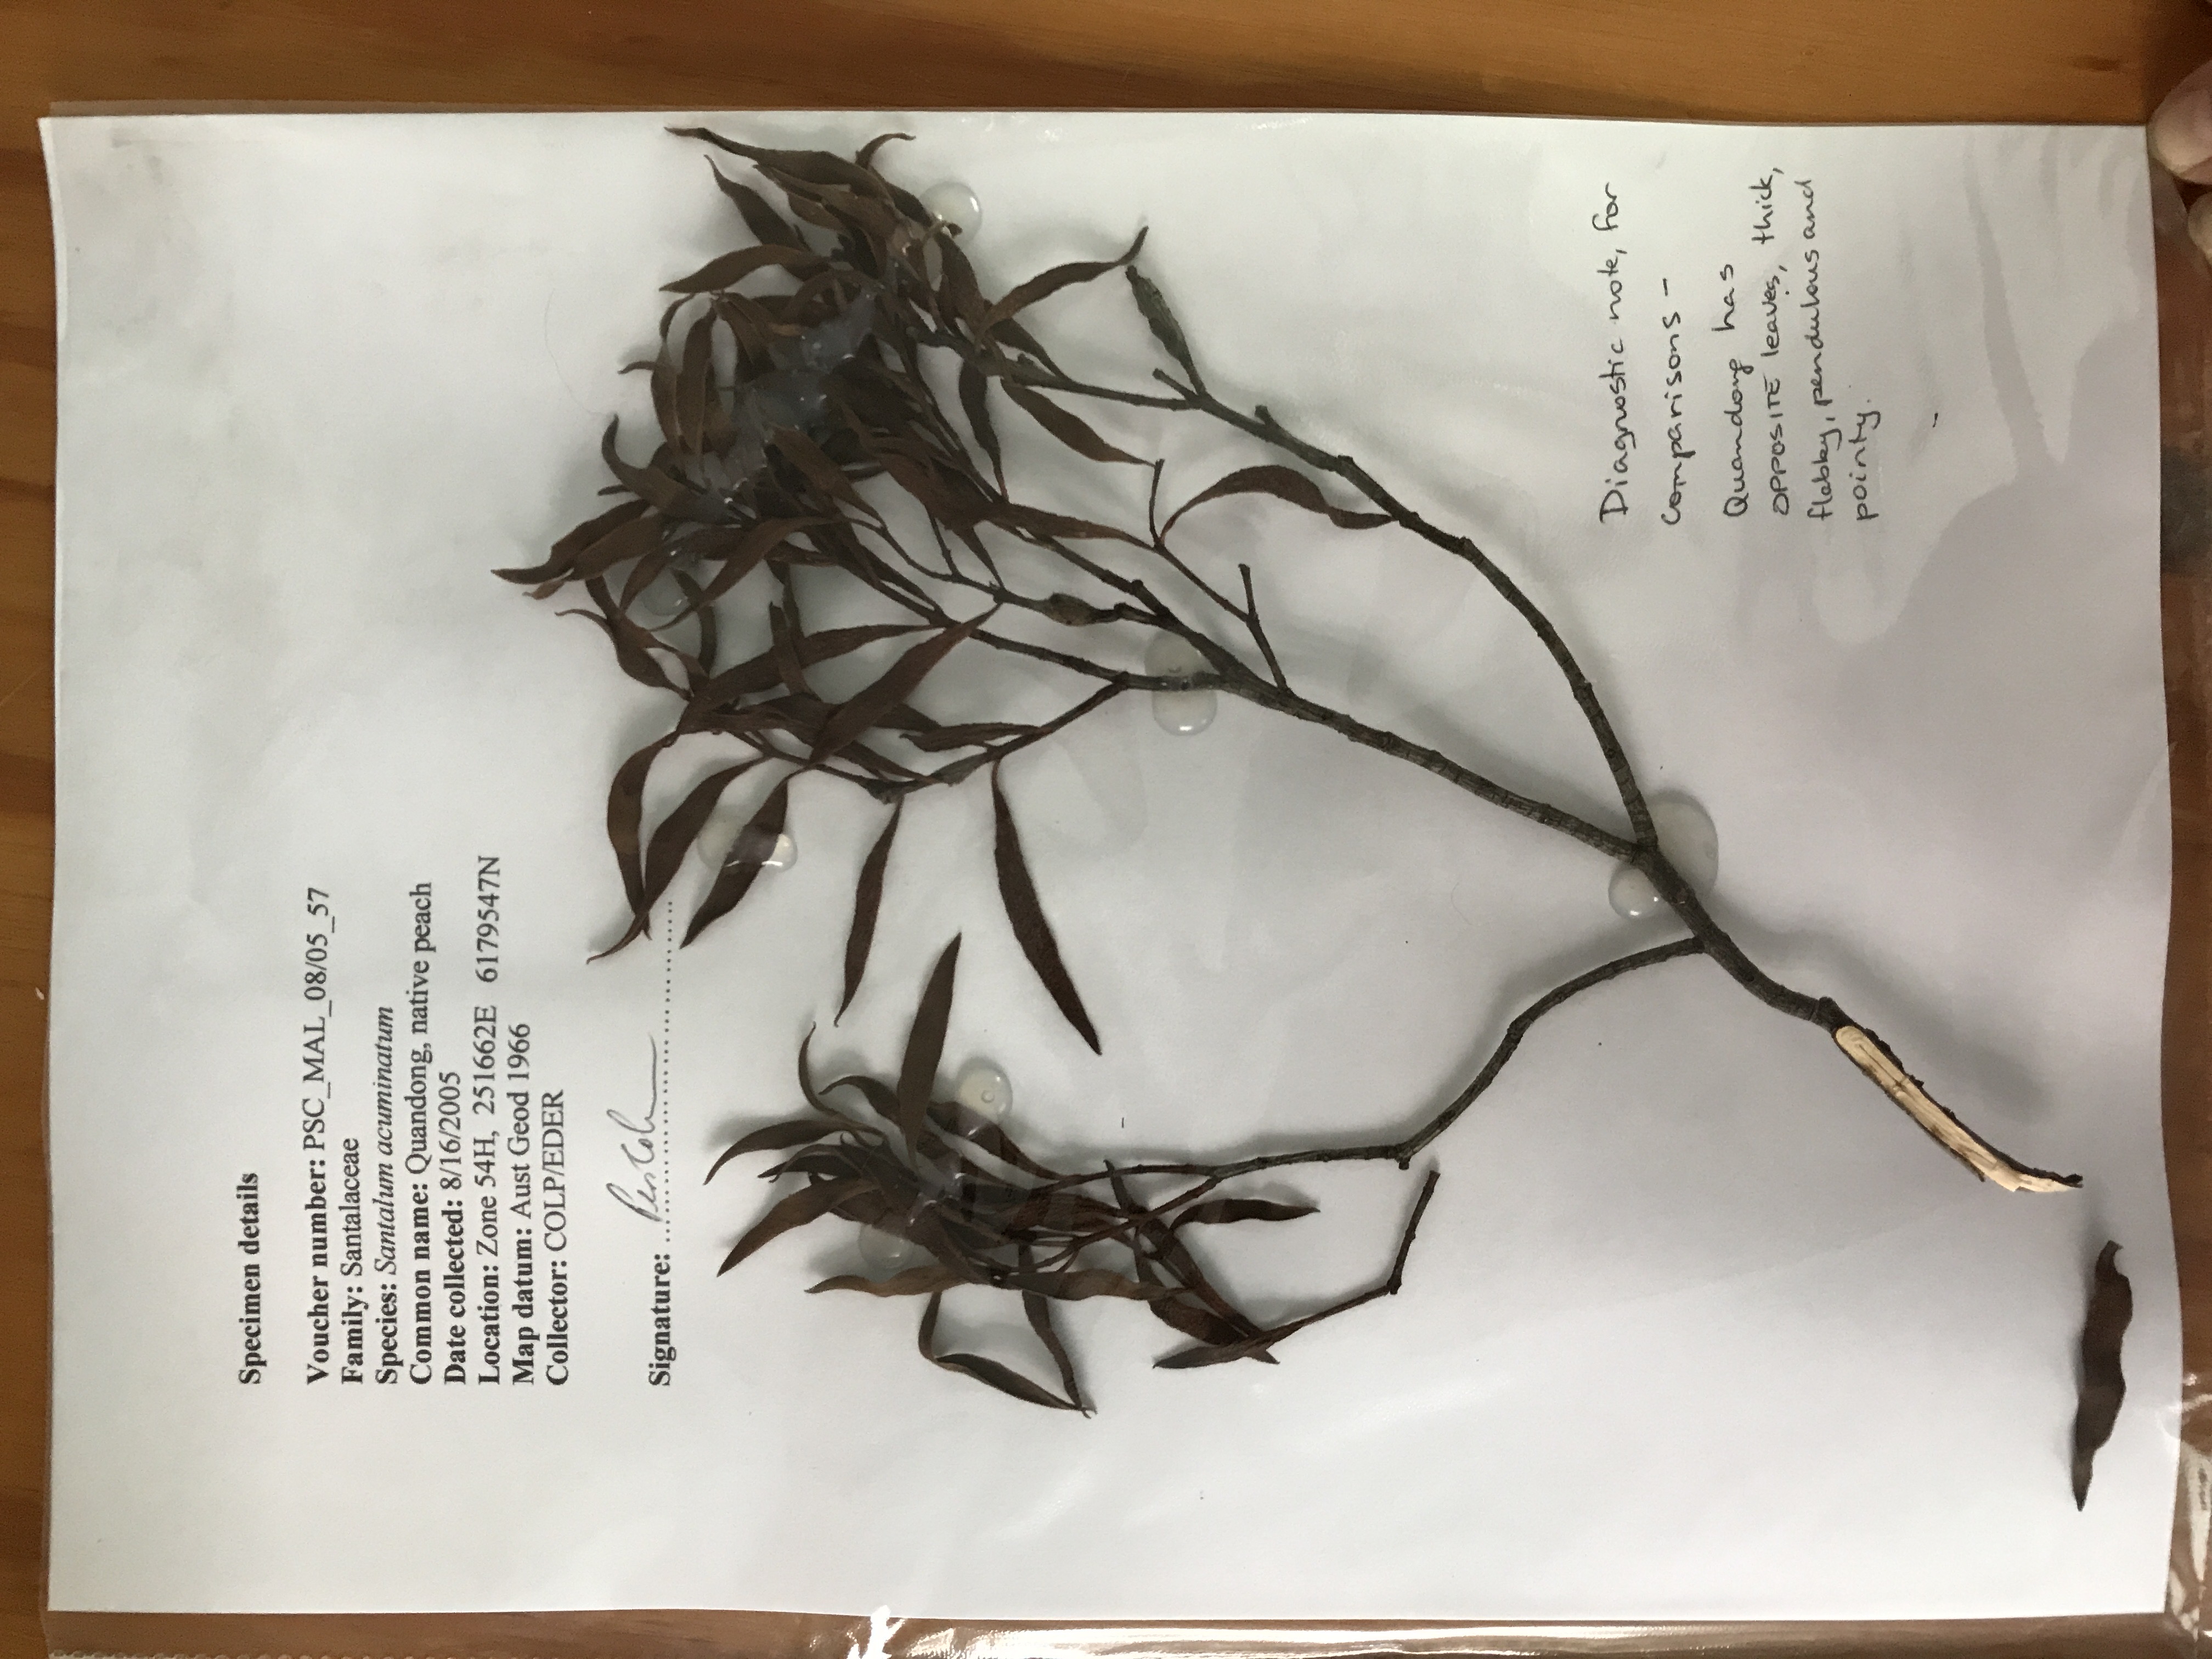 Specimen details
Voucher number: PSC_MAL_08/05_57
Family: Santalaceae
Species: Santalum acuminatum
Common name: Quandong, native peach
Date collected: 8/16/2005
Location: Zone 54H, 251662E 6179547N
Map datum: Aust Geod 1966
Collector: COLP/EDER
Signature:
Diagnostic note, for
comparisons -
Quandong has
OPPOSITE leaves, thick,
flabby, pendulous and
pointy.